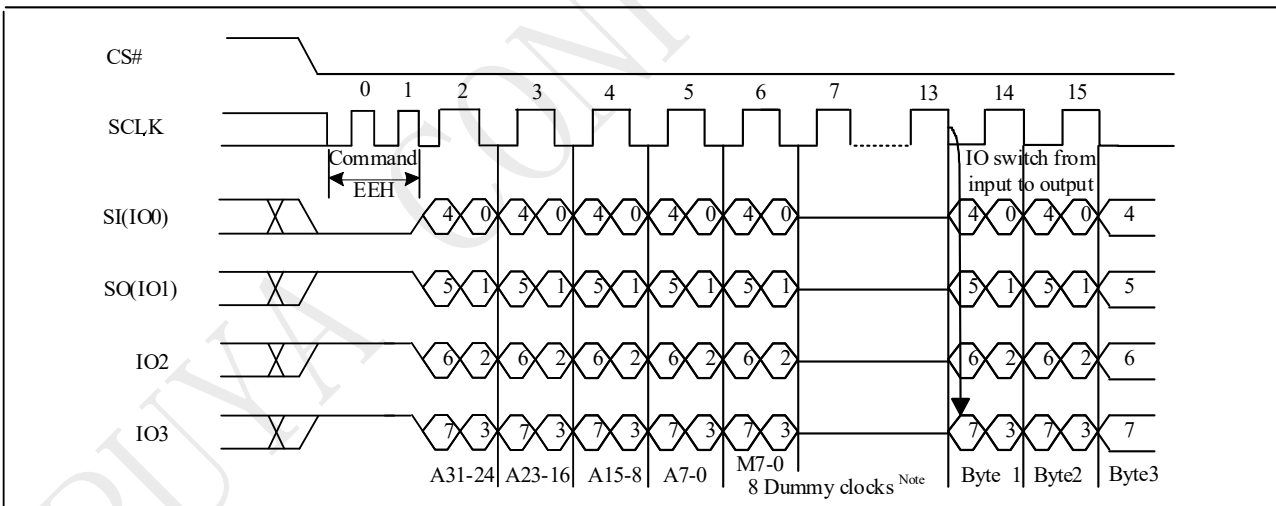 CS#
0 1 2 3 4 5 6 7 13 14 15
SCLK
Command
EEH
IO switch from
input to output
SI(IO0) 4 0 4 0 4 0 4 0 4 0 4 0 4 0 4
SO(IO1) 5 1 5 1 5 1 5 1 5 1 5 1 5 1 5
IO2 6 2 6 2 6 2 6 2 6 2 6 2 6 2 6
IO3 7 3 7 3 7 3 7 3 7 3 7 3 7 3 7
A31-24 A23-16 A15-8 A7-0 M7-0 Byte 1 Byte2 Byte3
8 Dummy clocks Note
PUYA CONI